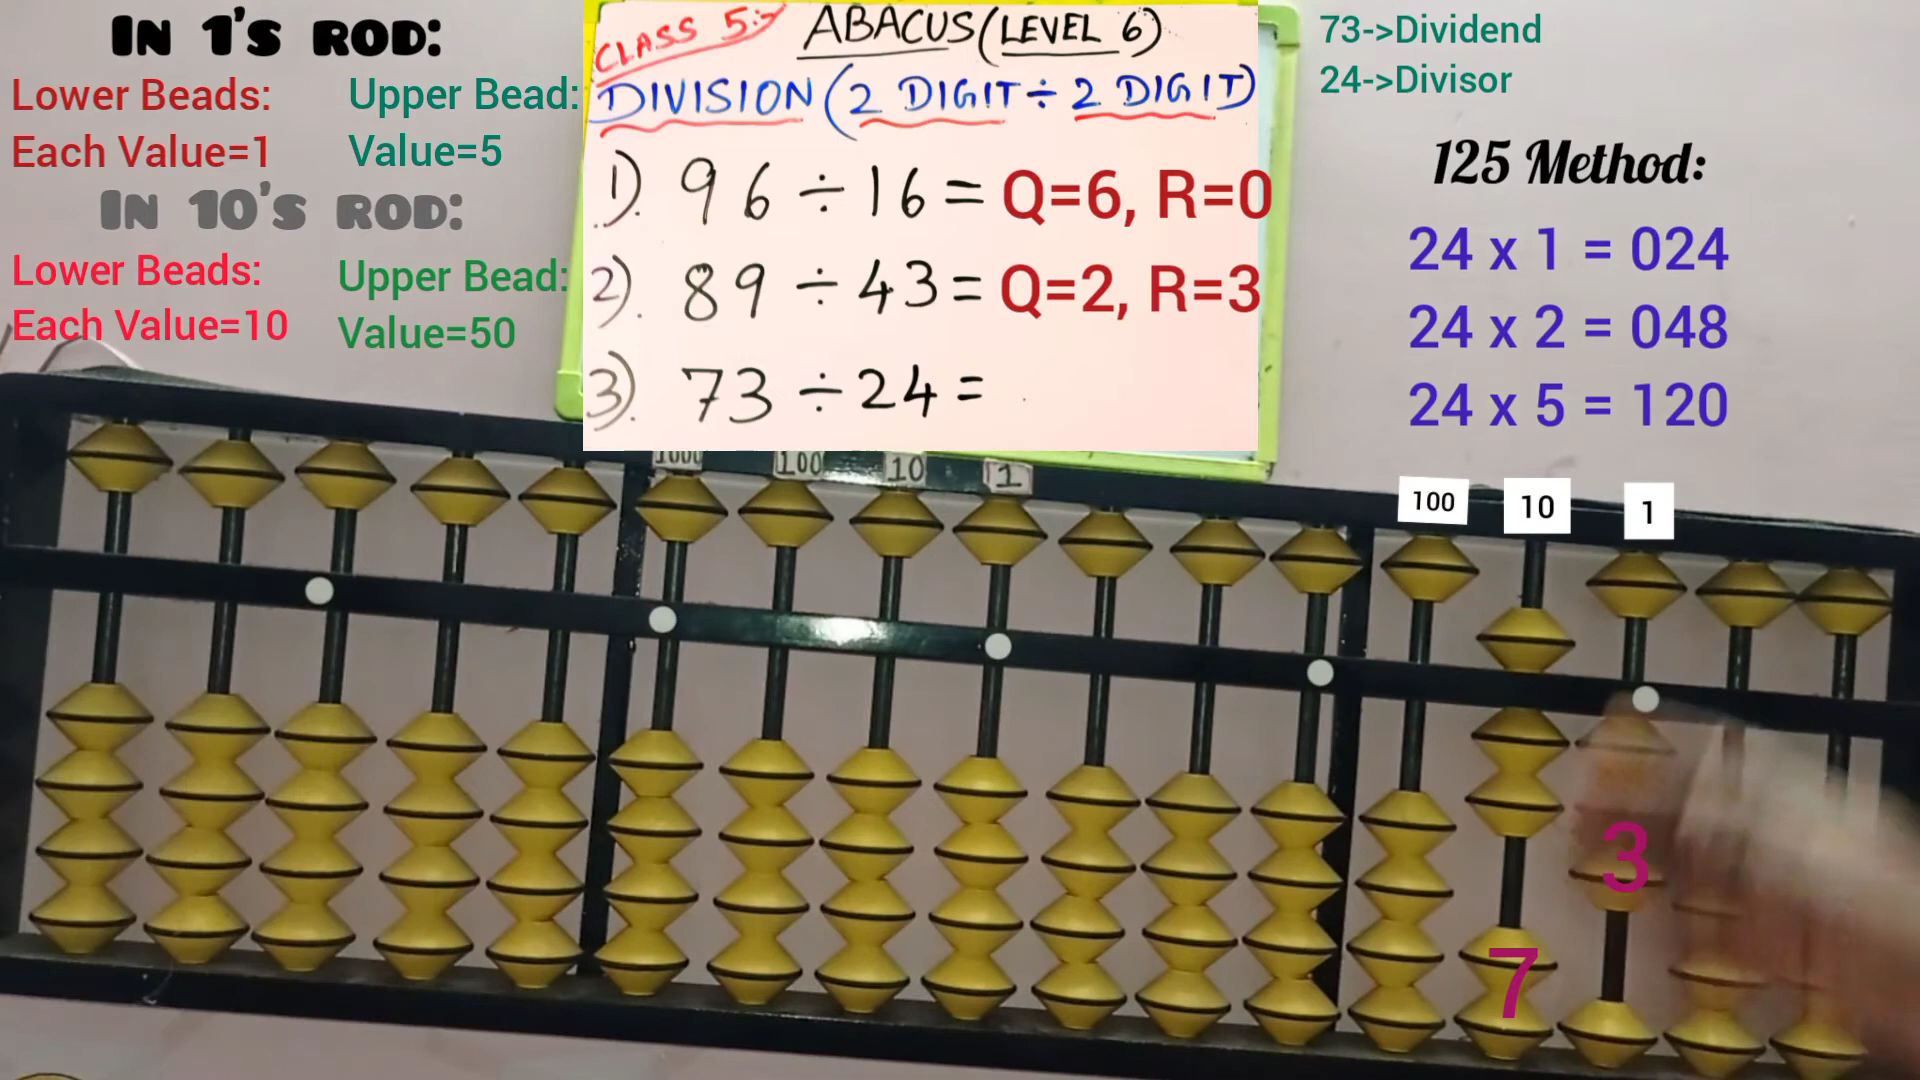 IN 1'S ROD:
Lower Beads:
Each Value=1
Upper Bead:
Value=5
IN 10'S ROD:
Lower Beads:
Each Value=10
Upper Bead:
Value=50
CLASS 5:-
ABACUS (LEVEL 6)
DIVISION (2 DIGIT ÷ 2 DIGIT)
1). 96 ÷ 16 = Q=6, R=0
2). 89 ÷ 43 = Q=2, R=3
3). 73 ÷ 24 =
73->Dividend
24->Divisor
125 Method:
24 x 1 = 024
24 x 2 = 048
24 x 5 = 120
1000 100 10 1
100 10 1
3
7